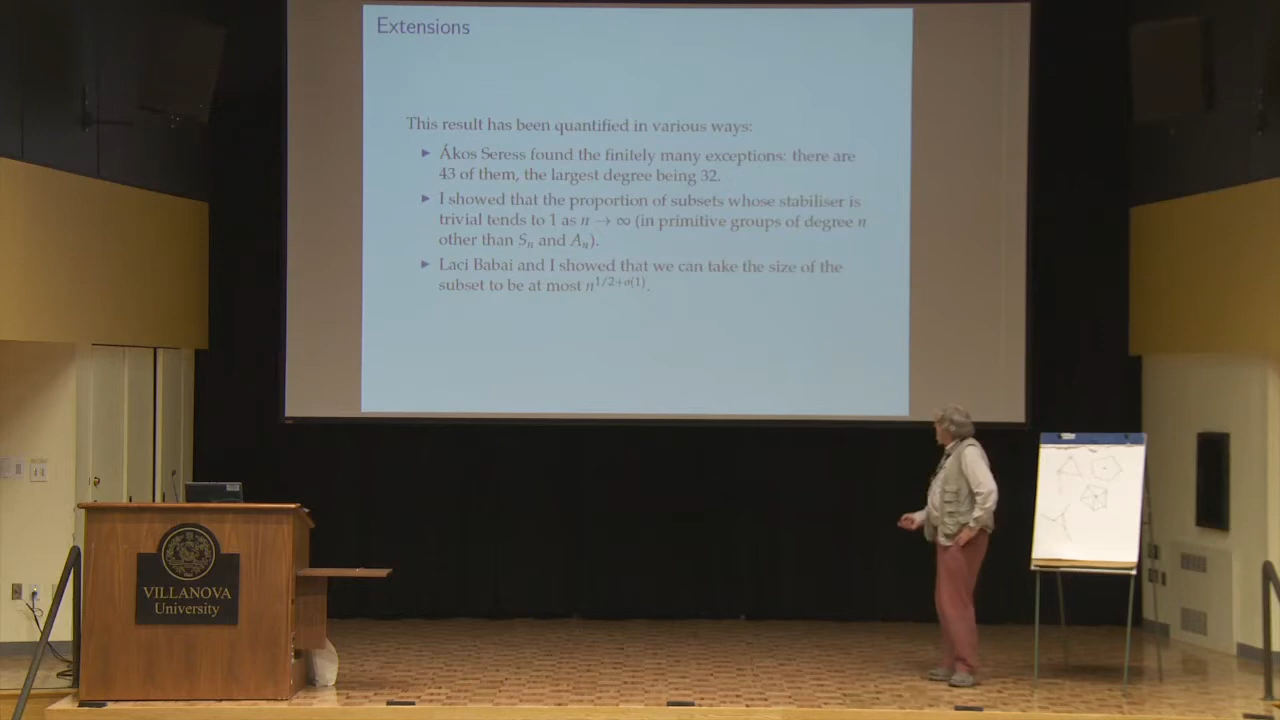 Extensions
This result has been quantified in various ways:
▶ Ákos Seress found the finitely many exceptions: there are
43 of them, the largest degree being 32.
▶ I showed that the proportion of subsets whose stabiliser is
trivial tends to 1 as n → ∞ (in primitive groups of degree n
other than Sₙ and Aₙ).
▶ Laci Babai and I showed that we can take the size of the
subset to be at most n^{1/2+o(1)}.
VILLANOVA
University